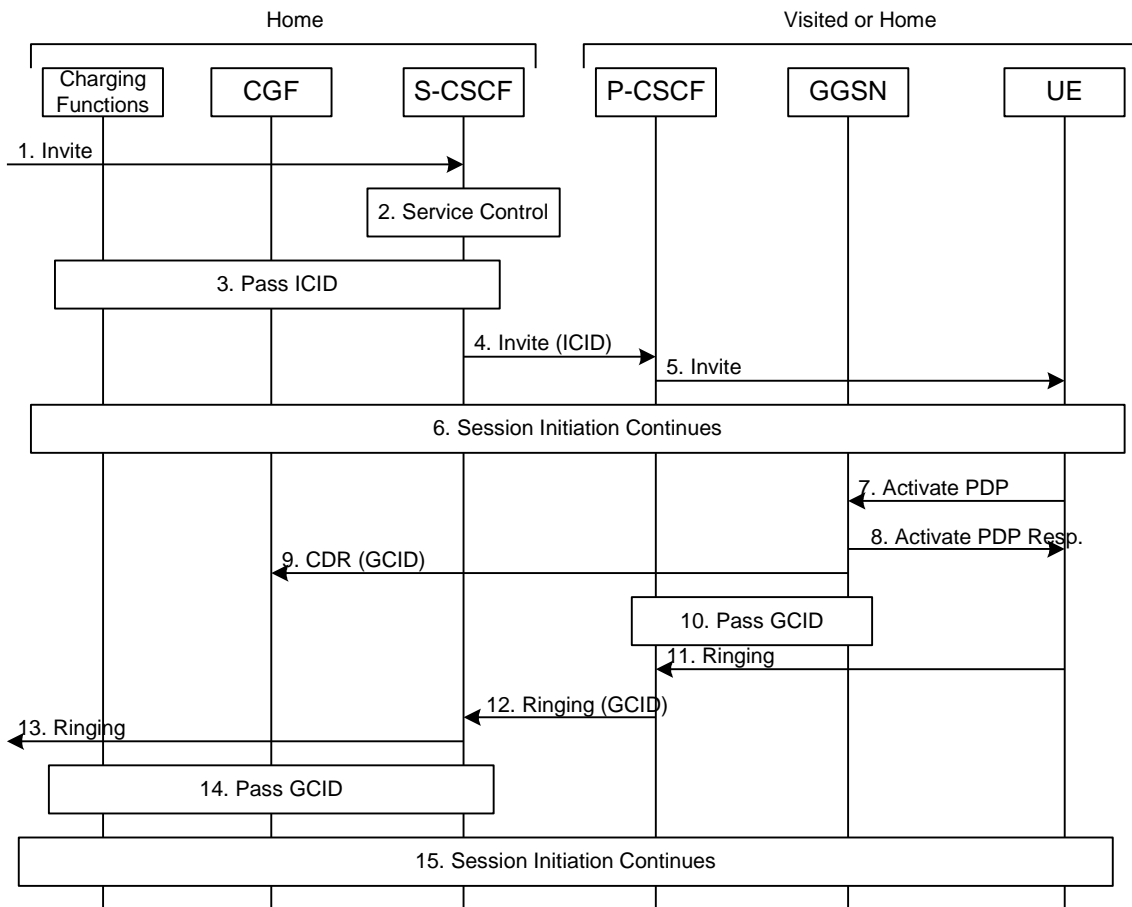 Home
Visited or Home
Charging
Functions
CGF
S-CSCF
P-CSCF
GGSN
UE
1. Invite
2. Service Control
3. Pass ICID
4. Invite (ICID)
5. Invite
6. Session Initiation Continues
7. Activate PDP
8. Activate PDP Resp.
9. CDR (GCID)
10. Pass GCID
11. Ringing
12. Ringing (GCID)
13. Ringing
14. Pass GCID
15. Session Initiation Continues